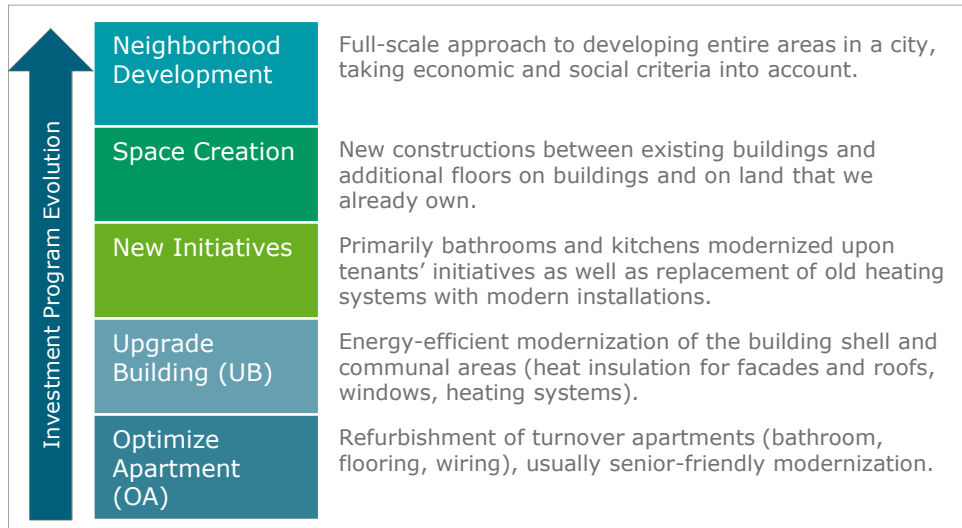 Investment Program Evolution
Neighborhood
Development
Full-scale approach to developing entire areas in a city,
taking economic and social criteria into account.
Space Creation
New constructions between existing buildings and
additional floors on buildings and on land that we
already own.
New Initiatives
Primarily bathrooms and kitchens modernized upon
tenants’ initiatives as well as replacement of old heating
systems with modern installations.
Upgrade
Building (UB)
Energy-efficient modernization of the building shell and
communal areas (heat insulation for facades and roofs,
windows, heating systems).
Optimize
Apartment
(OA)
Refurbishment of turnover apartments (bathroom,
flooring, wiring), usually senior-friendly modernization.